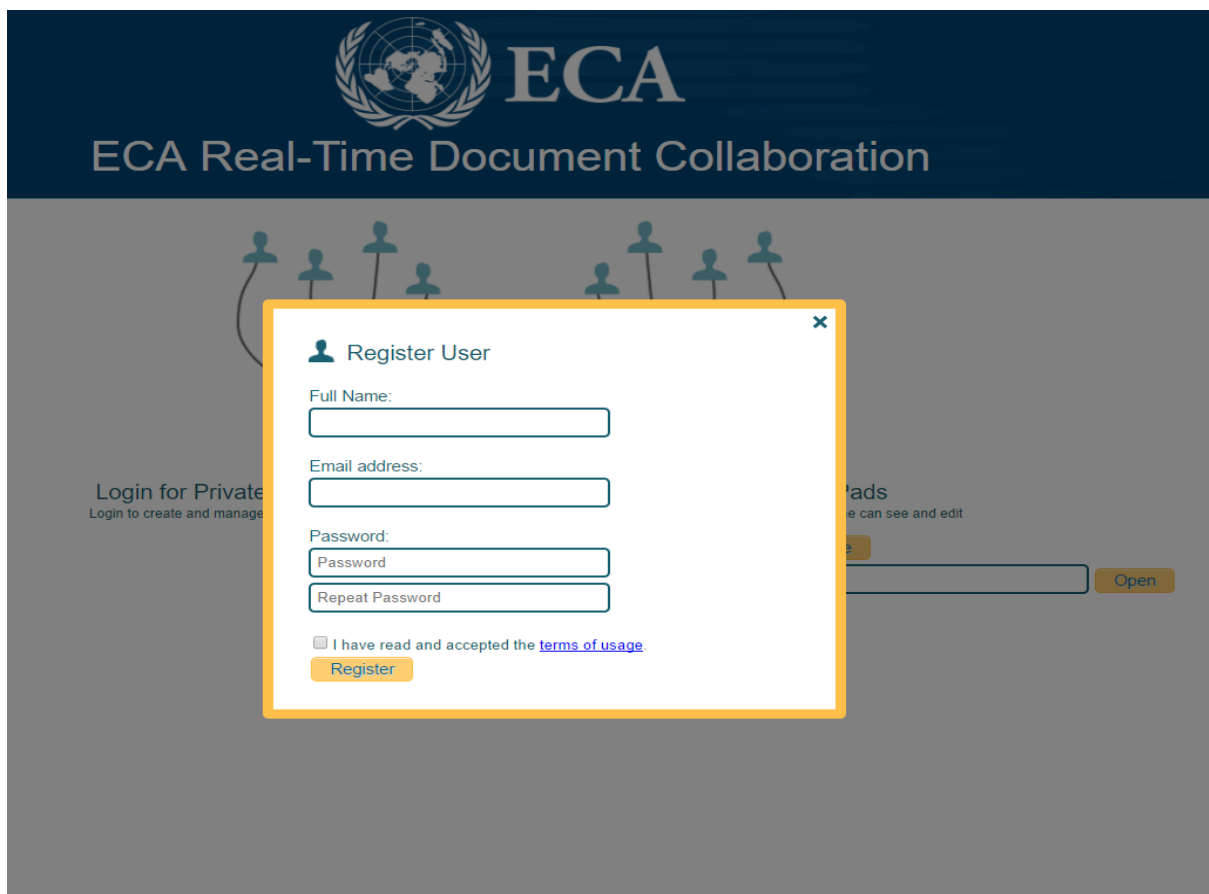 ECA
ECA Real-Time Document Collaboration
Register User
Full Name:
Email address:
Login for Private
Login to create and manage
can see and edit
Password:
Password
Open
Repeat Password
I have read and accepted the terms of usage.
Register